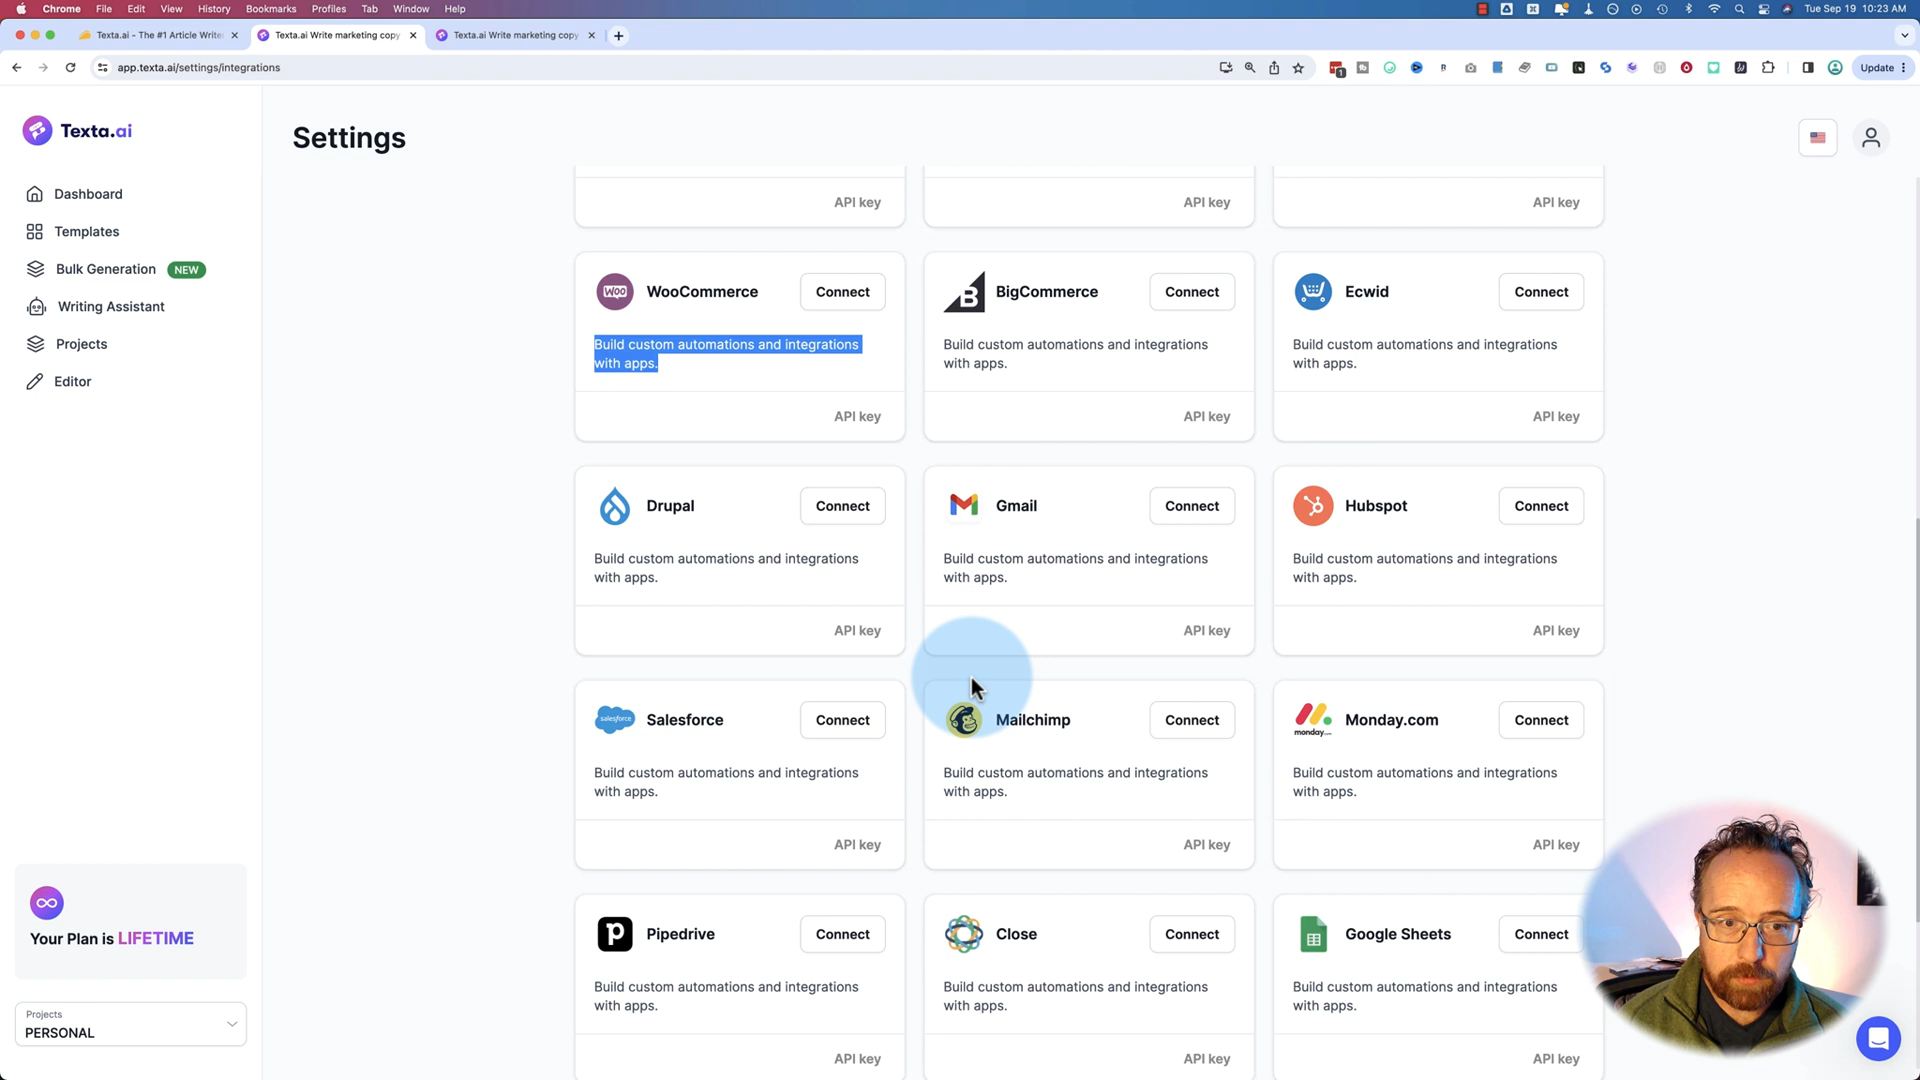 Chrome File Edit View History Bookmarks Profiles Tab Window Help
Tue Sep 19 10:23 AM
Texta.ai - The #1 Article Write
Texta.ai Write marketing copy
Texta.ai Write marketing copy
app.texta.ai/settings/integrations
1
Update
Texta.ai
Settings
Dashboard
Templates
Bulk Generation NEW
Writing Assistant
Projects
Editor
Your Plan is LIFETIME
Projects
PERSONAL
API key API key API key
WOO WooCommerce Connect
Build custom automations and integrations
with apps.
API key
B BigCommerce Connect
Build custom automations and integrations
with apps.
API key
Ecwid Connect
Build custom automations and integrations
with apps.
API key
Drupal Connect
Build custom automations and integrations
with apps.
API key
Gmail Connect
Build custom automations and integrations
with apps.
API key
Hubspot Connect
Build custom automations and integrations
with apps.
API key
salesforce Salesforce Connect
Build custom automations and integrations
with apps.
API key
Mailchimp Connect
Build custom automations and integrations
with apps.
API key
monday.com Monday.com Connect
Build custom automations and integrations
with apps.
API key
p Pipedrive Connect
Build custom automations and integrations
with apps.
API key
Close Connect
Build custom automations and integrations
with apps.
API key
Google Sheets Connect
Build custom automations and integrations
with apps.
API key